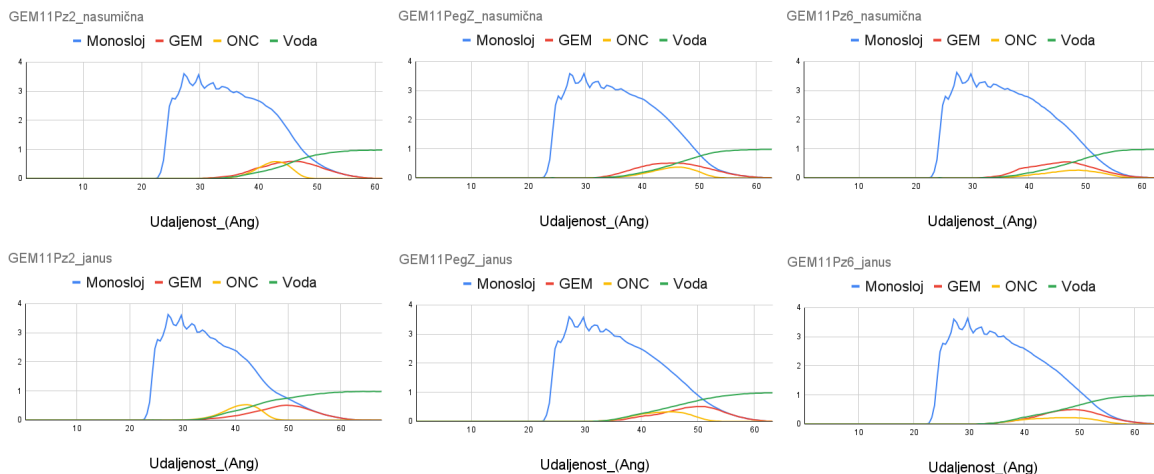 GEM11Pz2_nasumična
Monosloj GEM ONC Voda
4
3
2
1
0
10 20 30 40 50 60
Udaljenost_(Ang)
GEM11PegZ_nasumična
Monosloj GEM ONC Voda
4
3
2
1
0
10 20 30 40 50 60
Udaljenost_(Ang)
GEM11Pz6_nasumična
Monosloj GEM ONC Voda
4
3
2
1
0
10 20 30 40 50 60
Udaljenost_(Ang)
GEM11Pz2_janus
Monosloj GEM ONC Voda
4
3
2
1
0
10 20 30 40 50 60
Udaljenost_(Ang)
GEM11PegZ_janus
Monosloj GEM ONC Voda
4
3
2
1
0
10 20 30 40 50 60
Udaljenost_(Ang)
GEM11Pz6_janus
Monosloj GEM ONC Voda
4
3
2
1
0
10 20 30 40 50 60
Udaljenost_(Ang)